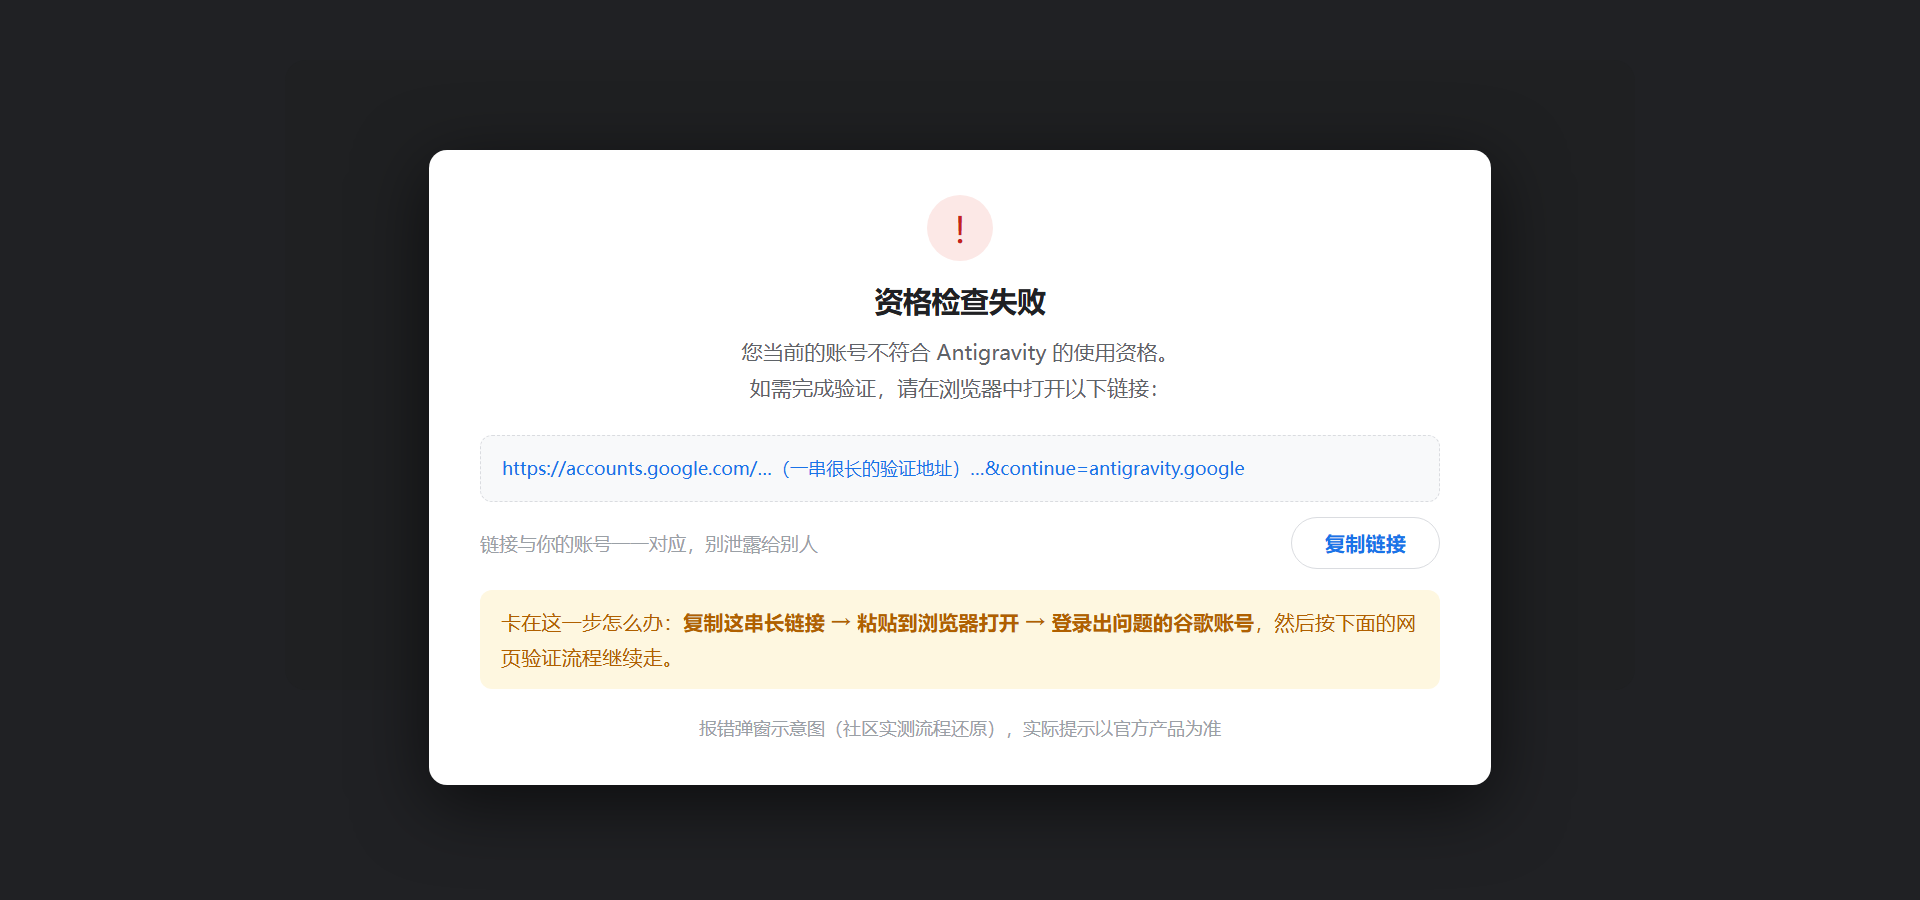 !
资格检查失败
您当前的账号不符合 Antigravity 的使用资格。
如需完成验证，请在浏览器中打开以下链接：
https://accounts.google.com/...（一串很长的验证地址）...&continue=antigravity.google
链接与你的账号一一对应，别泄露给别人
复制链接
卡在这一步怎么办：复制这串长链接 → 粘贴到浏览器打开 → 登录出问题的谷歌账号，然后按下面的网
页验证流程继续走。
报错弹窗示意图（社区实测流程还原），实际提示以官方产品为准